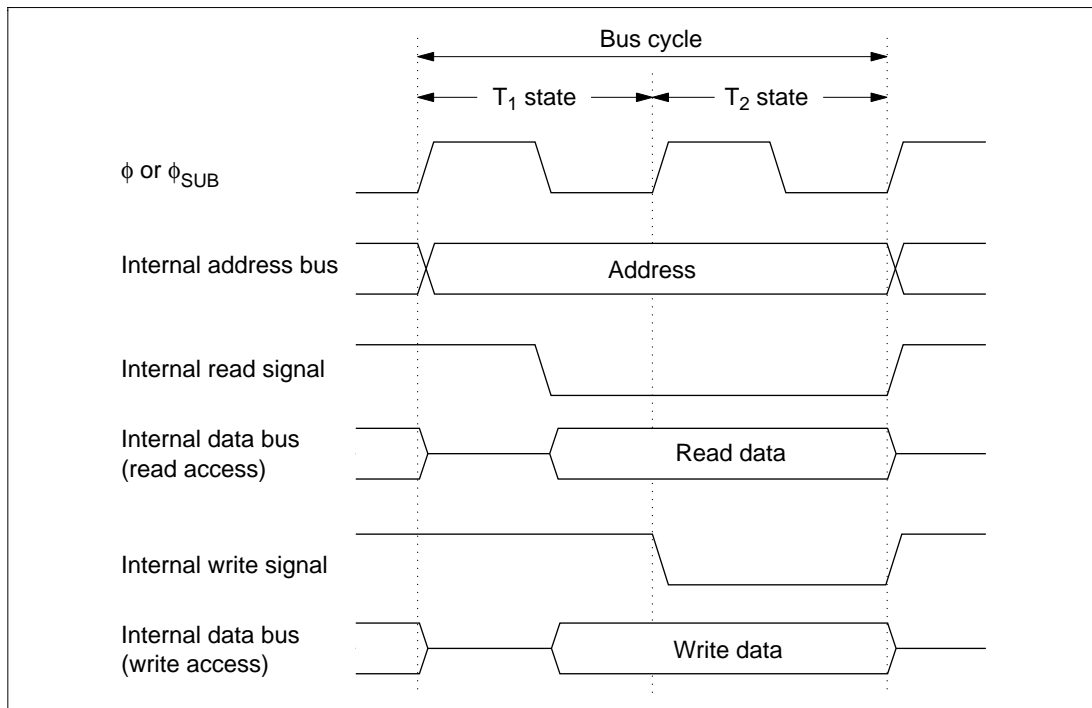 Bus cycle
T1 state
T2 state
ϕ or ϕSUB
Internal address bus
Address
Internal read signal
Internal data bus
(read access)
Read data
Internal write signal
Internal data bus
(write access)
Write data